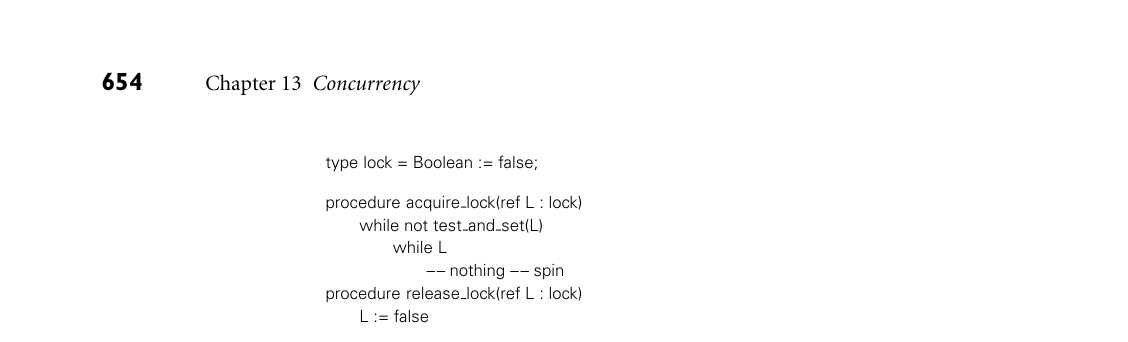 654 Chapter 13 Concurrency
type lock = Boolean := false;
procedure acquire_lock(ref L : lock)
while not test_and_set(L)
while L
−− nothing −− spin
procedure release_lock(ref L : lock)
L := false